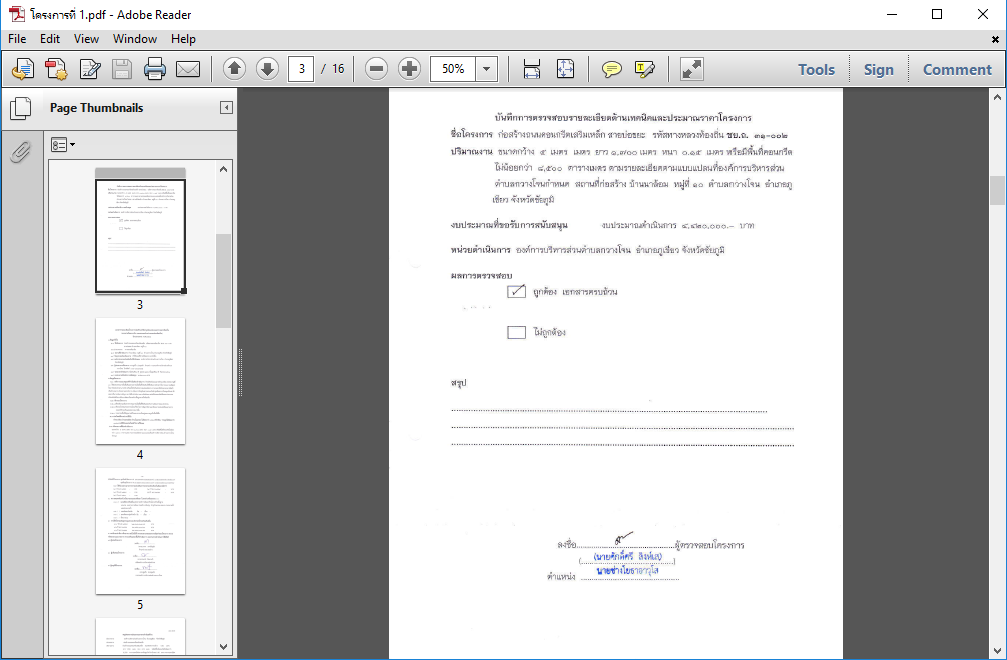 โครงการที่ 1.pdf - Adobe Reader
File Edit View Window Help
3 / 16 50% Tools Sign Comment
Page Thumbnails
3
4
5
บันทึกการตรวจสอบรายละเอียดด้านเทคนิคและประมาณราคาโครงการ
ชื่อโครงการ ก่อสร้างถนนคอนกรีตเสริมเหล็ก สายบ่อขยะ รหัสทางหลวงท้องถิ่น ชย.ถ. ๓๑-๐๐๒
ปริมาณงาน ขนาดกว้าง ๕ เมตร เมตร ยาว ๑,๗๐๐ เมตร หนา ๐.๑๕ เมตร หรือมีพื้นที่คอนกรีต
ไม่น้อยกว่า ๘,๕๐๐ ตารางเมตร ตามรายละเอียดตามแบบแปลนที่องค์การบริหารส่วน
ตำบลกวางโจนกำหนด สถานที่ก่อสร้าง บ้านนาล้อม หมู่ที่ ๑๐ ตำบลกวางโจน อำเภอภู
เขียว จังหวัดชัยภูมิ
งบประมาณที่ขอรับการสนับสนุน งบประมาณดำเนินการ ๔,๔๒๐,๐๐๐.– บาท
หน่วยดำเนินการ องค์การบริหารส่วนตำบลกวางโจน อำเภอภูเขียว จังหวัดชัยภูมิ
ผลการตรวจสอบ
ถูกต้อง เอกสารครบถ้วน
ไม่ถูกต้อง
สรุป
ลงชื่อ ผู้ตรวจสอบโครงการ
(นายศักดิ์ศรี
ตำแหน่ง นายช่างโยธาอาวุโส